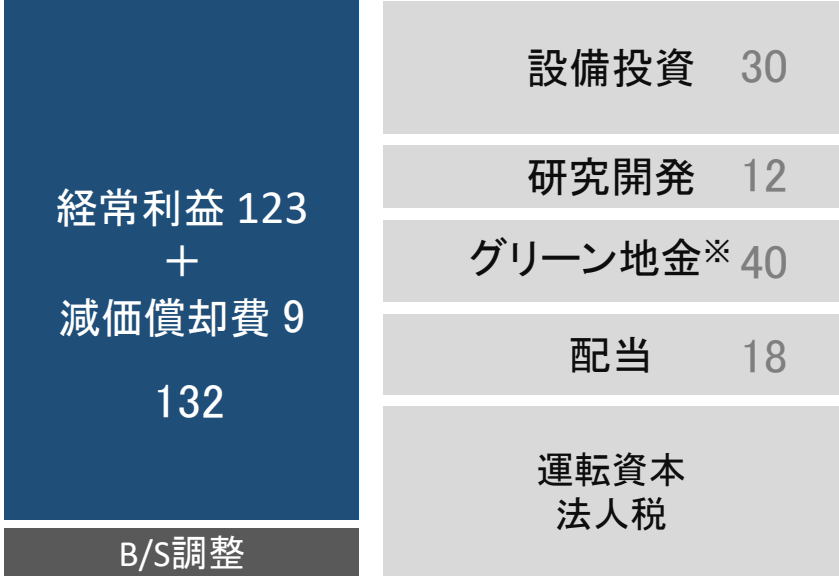 経常利益 123
＋
減価償却費 9
132
B/S調整
設備投資 30
研究開発 12
グリーン地金※ 40
配当 18
運転資本
法人税